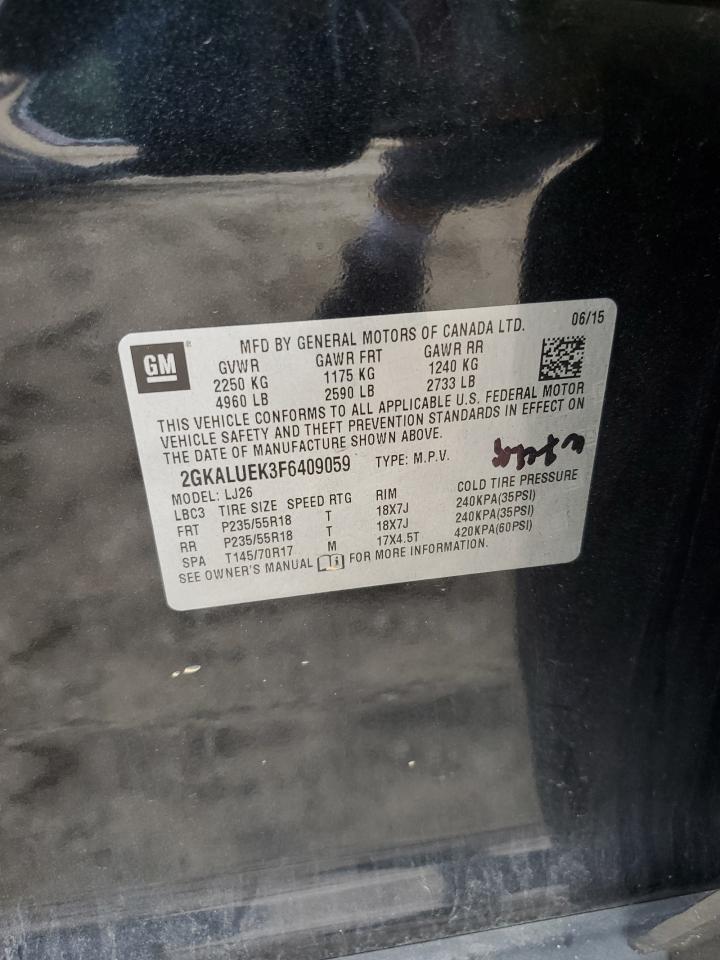 GM ®
MFD BY GENERAL MOTORS OF CANADA LTD. 06/15
GVWR GAWR FRT GAWR RR
2250 KG 1175 KG 1240 KG
4960 LB 2590 LB 2733 LB
THIS VEHICLE CONFORMS TO ALL APPLICABLE U.S. FEDERAL MOTOR
VEHICLE SAFETY AND THEFT PREVENTION STANDARDS IN EFFECT ON
THE DATE OF MANUFACTURE SHOWN ABOVE.
2GKALUEK3F6409059 TYPE: M.P.V.
MODEL: LJ26
LBC3 TIRE SIZE SPEED RTG RIM COLD TIRE PRESSURE
FRT P235/55R18 T 18X7J 240KPA(35PSI)
RR P235/55R18 T 18X7J 240KPA(35PSI)
SPA T145/70R17 M 17X4.5T 420KPA(60PSI)
SEE OWNER'S MANUAL FOR MORE INFORMATION.